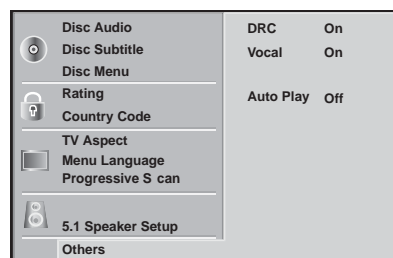 Disc Audio
Disc Subtitle
Disc Menu
Rating
Country Code
TV Aspect
Menu Language
Progressive S can
5.1 Speaker Setup
Others
DRC On
Vocal On
Auto Play Off